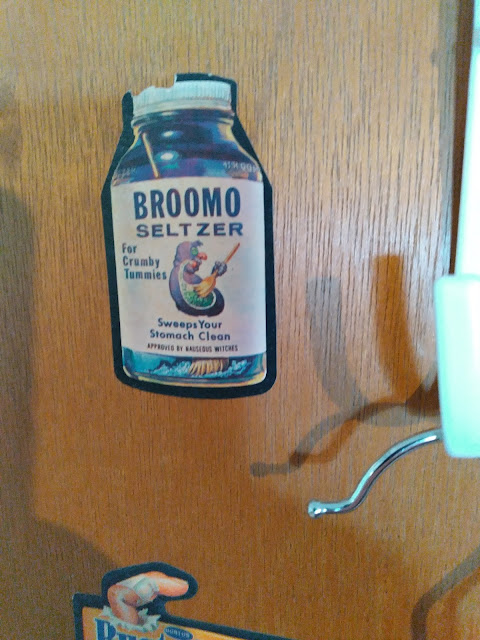 BROOMO
SELTZER
For
Crumby
Tummies
Sweeps Your
Stomach Clean
APPROVED BY NAUSEOUS WITCHES